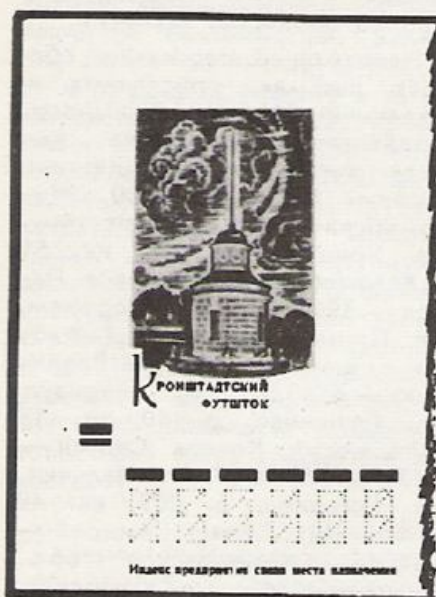 КРОНШТАДТСКИЙ
ФУТШТОК
Индекс предприятия связи места назначения